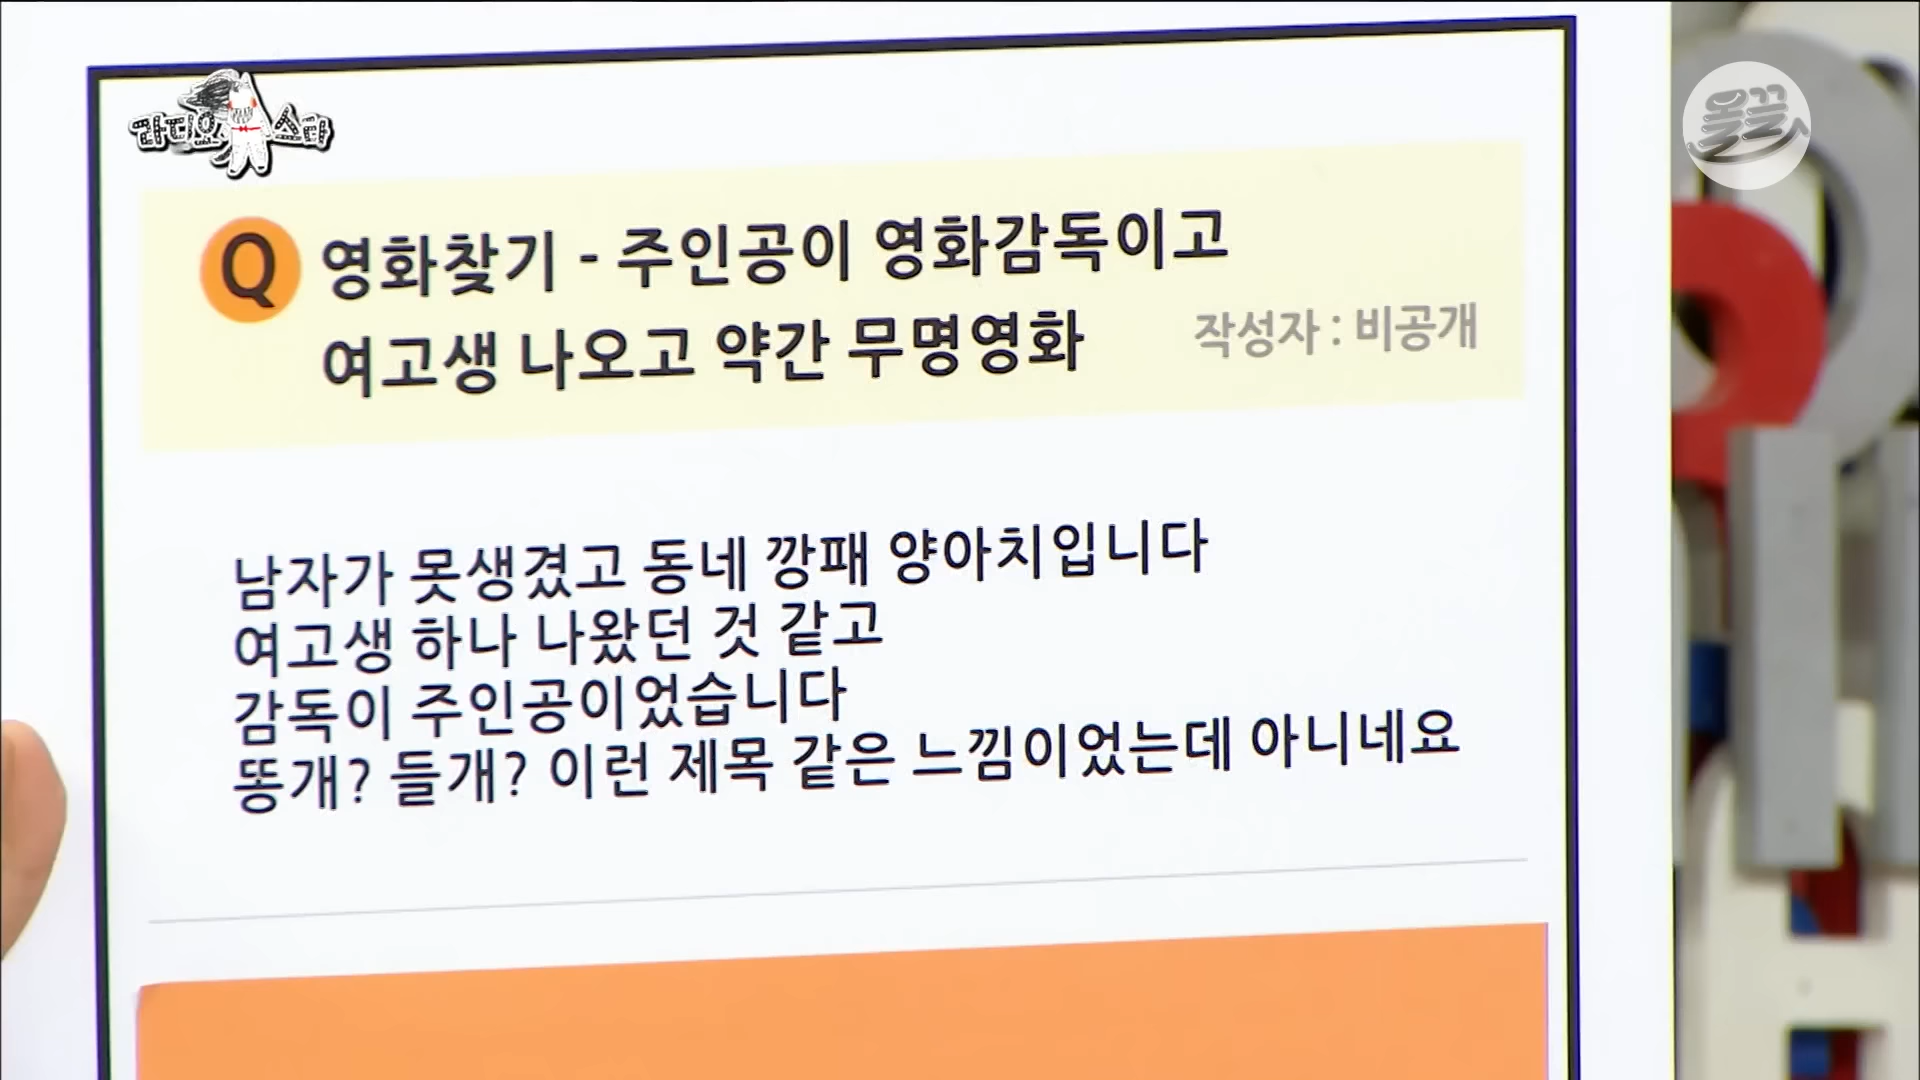 라디오스타
올끌
Q 영화찾기 - 주인공이 영화감독이고
여고생 나오고 약간 무명영화
작성자 : 비공개
남자가 못생겼고 동네 깡패 양아치입니다
여고생 하나 나왔던 것 같고
감독이 주인공이었습니다
똥개? 들개? 이런 제목 같은 느낌이었는데 아니네요